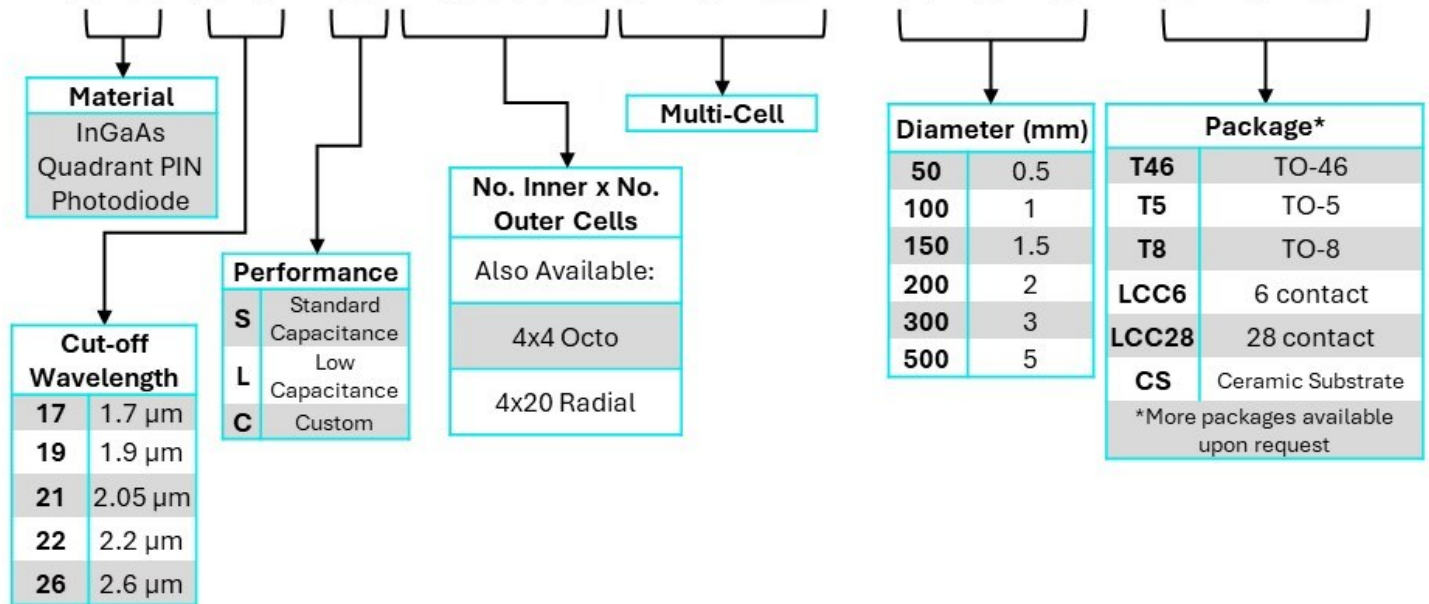 Material
InGaAs
Quadrant PIN
Photodiode
Cut-off
Wavelength
17 1.7 µm
19 1.9 µm
21 2.05 µm
22 2.2 µm
26 2.6 µm
Performance
S Standard
Capacitance
L Low
Capacitance
C Custom
No. Inner x No.
Outer Cells
Also Available:
4x4 Octo
4x20 Radial
Multi-Cell
Diameter (mm)
50 0.5
100 1
150 1.5
200 2
300 3
500 5
Package*
T46 TO-46
T5 TO-5
T8 TO-8
LCC6 6 contact
LCC28 28 contact
CS Ceramic Substrate
*More packages available
upon request